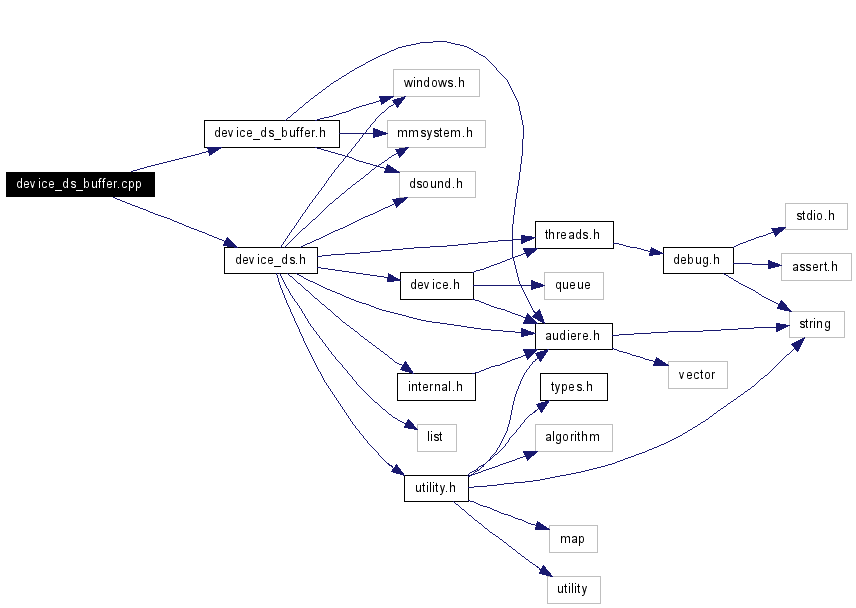 windows.h
device_ds_buffer.h
mmsystem.h
device_ds_buffer.cpp
dsound.h
stdio.h
threads.h
device_ds.h
debug.h
assert.h
device.h
queue
string
audiere.h
vector
internal.h
types.h
list
algorithm
utility.h
map
utility